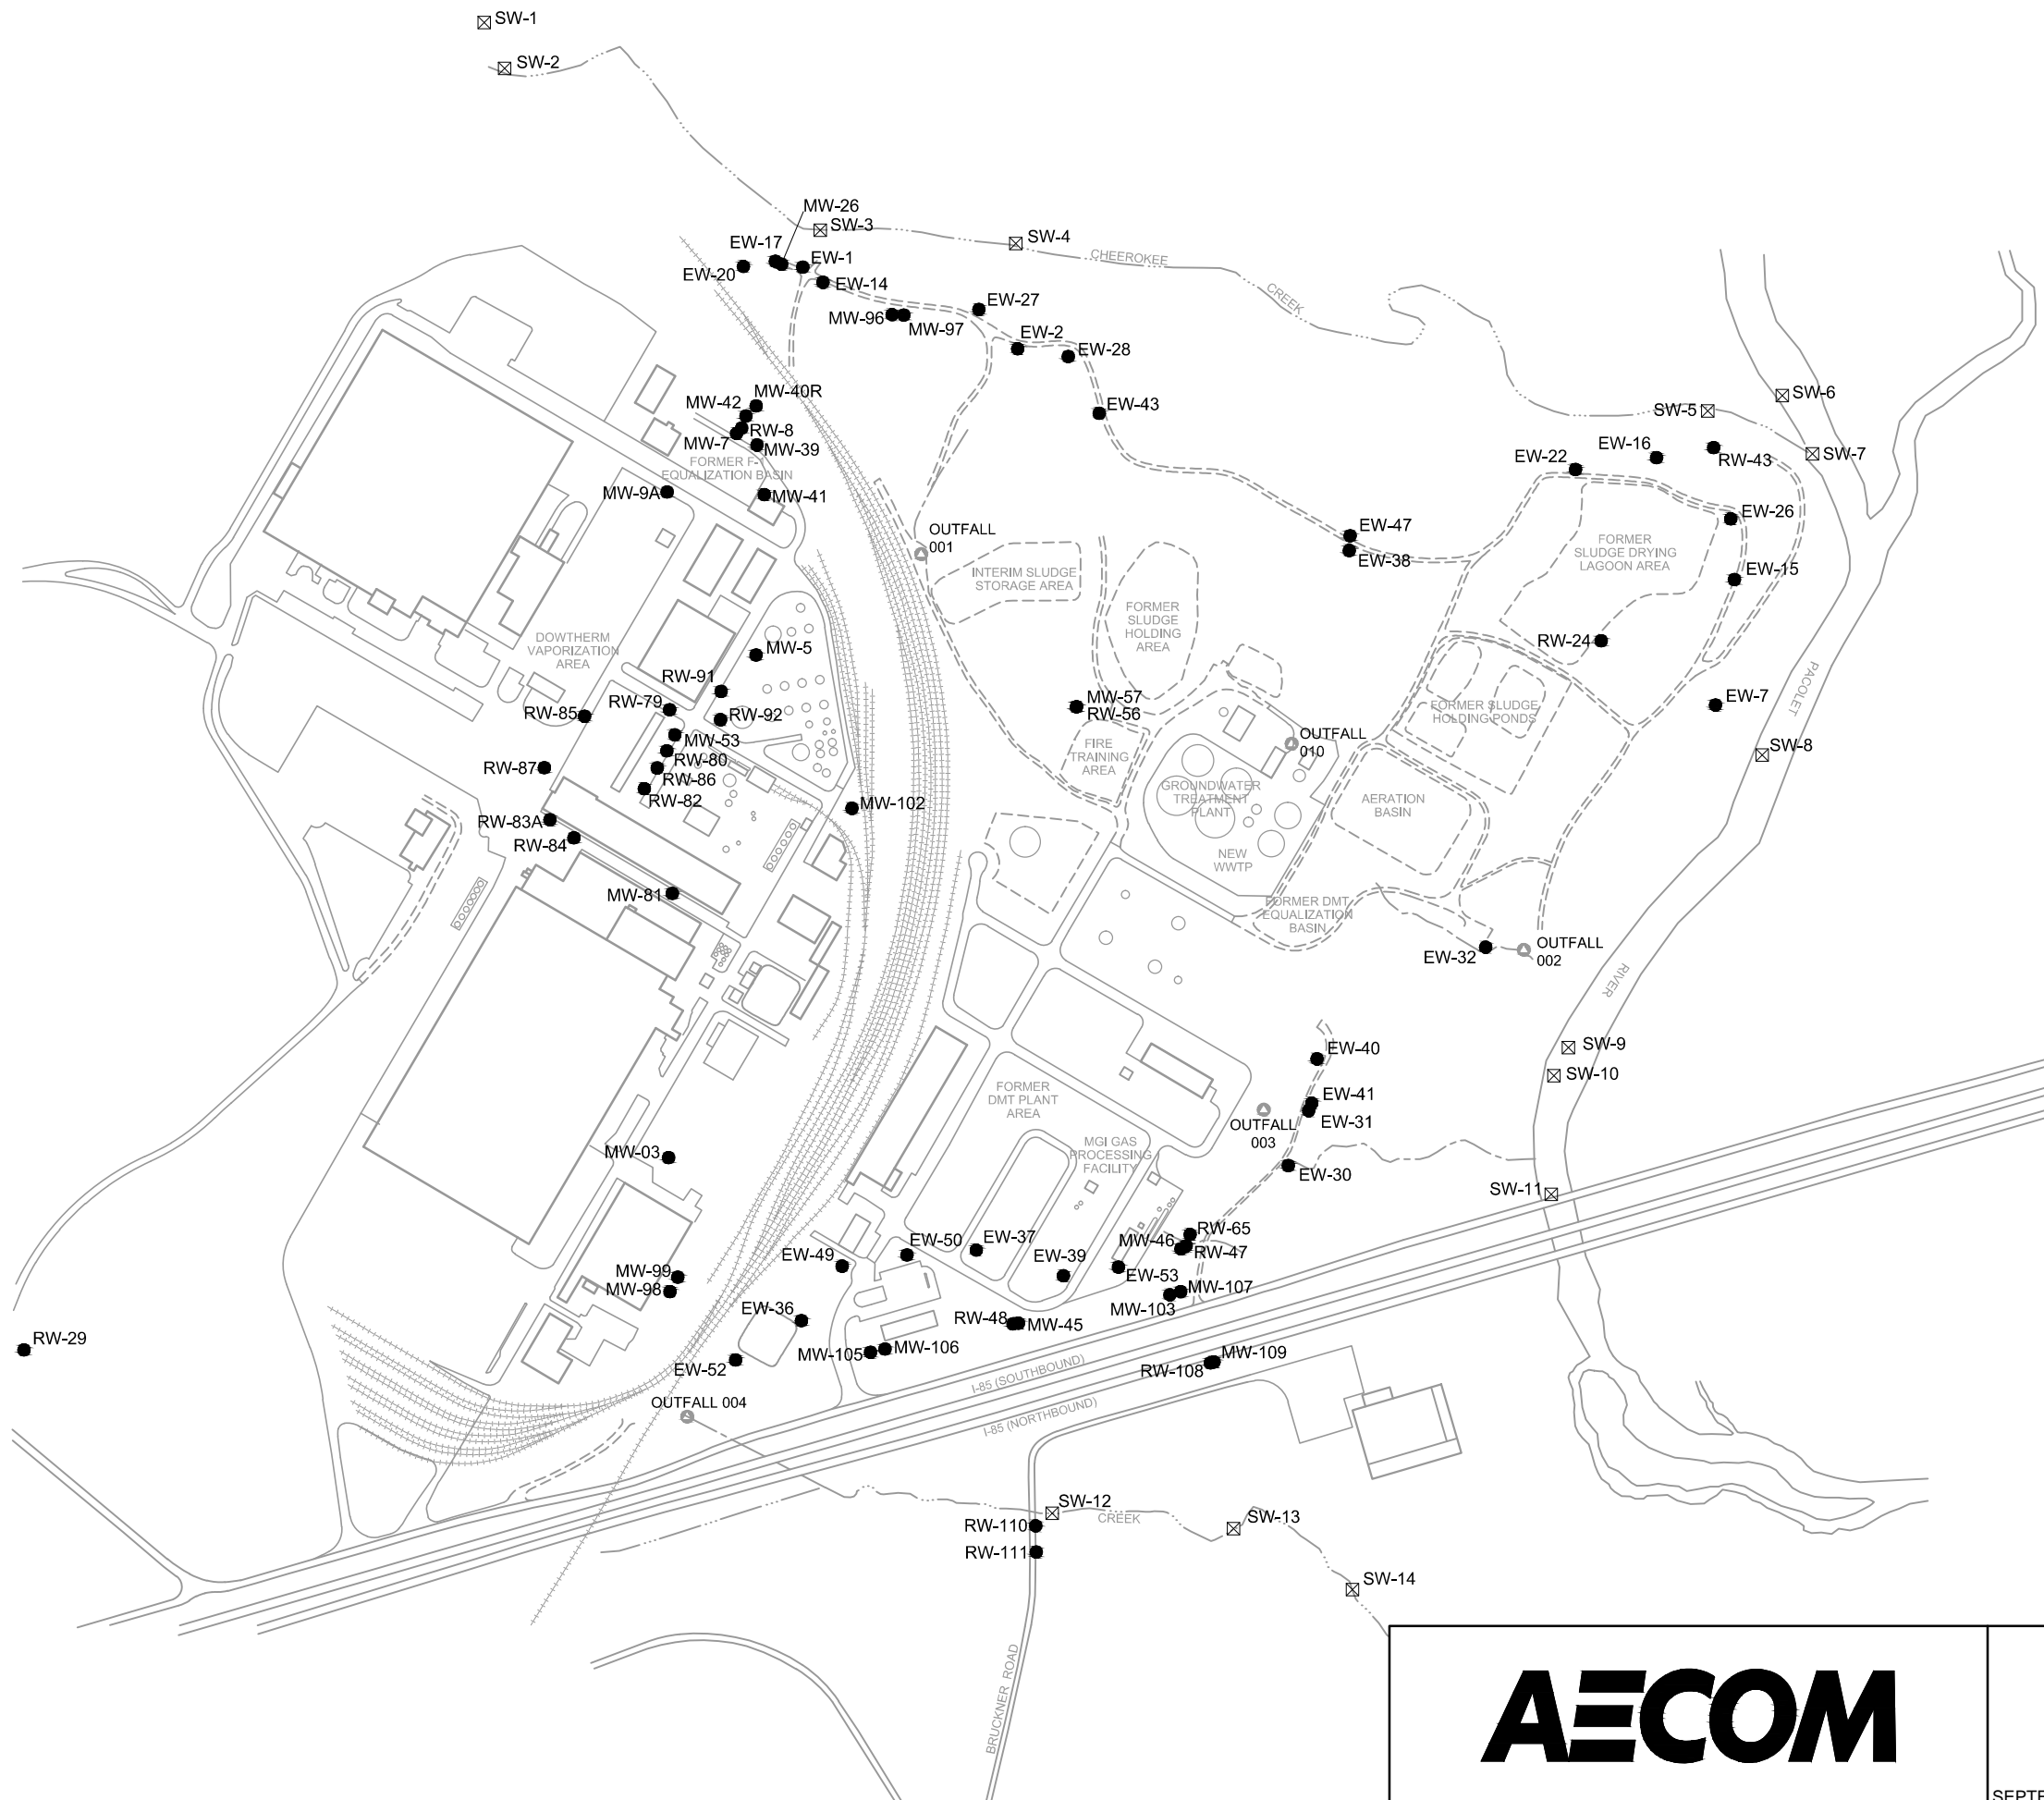 SW-1
SW-2
MW-26
SW-3
EW-17
SW-4
EW-1
CHEEROKEE
EW-20
EW-14
CREEK
EW-27
MW-96
MW-97
EW-2
EW-28
SW-6
MW-40R
SW-5
MW-42
EW-43
RW-8
MW-7
MW-39
EW-16
SW-7
RW-43
EW-22
FORMER F-
EQUALIZATION BASIN
MW-9A
MW-41
EW-26
OUTFALL
001
EW-47
EW-38
FORMER
SLUDGE DRYING
LAGOON AREA
INTERIM SLUDGE
STORAGE AREA
EW-15
FORMER
SLUDGE
HOLDING
AREA
DOWTHERM
VAPORIZATION
AREA
MW-5
RW-24
PACOLET
RW-91
RW-79
MW-57
RW-56
EW-7
RW-85
RW-92
FORMER SLUDGE
HOLDING PONDS
MW-53
OUTFALL
010
SW-8
FIRE
TRAINING
AREA
RW-80
RW-87
RW-86
RW-82
GROUNDWATER
TREATMENT
PLANT
AERATION
BASIN
MW-102
RW-83A
RW-84
NEW
WWTP
MW-81
FORMER DMT
EQUALIZATION
BASIN
OUTFALL
002
EW-32
RIVER
EW-40
SW-9
SW-10
FORMER
DMT PLANT
AREA
EW-41
EW-31
OUTFALL
003
MGI GAS
PROCESSING
FACILITY
MW-03
EW-30
SW-11
RW-65
MW-46
RW-47
EW-50
EW-37
EW-49
EW-39
EW-53
MW-99
MW-98
MW-107
MW-103
EW-36
RW-48
MW-45
RW-29
MW-105
MW-106
MW-109
RW-108
EW-52
I-85 (SOUTHBOUND)
OUTFALL 004
I-85 (NORTHBOUND)
SW-12
CREEK
SW-13
RW-110
RW-111
SW-14
BRUCKNER ROAD
AECOM
SEPTE